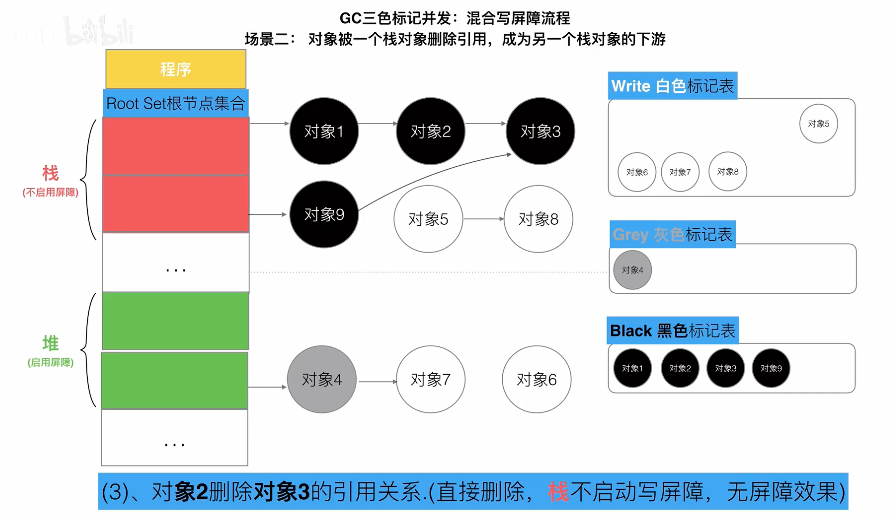 GC三色标记并发：混合写屏障流程
场景二： 对象被一个栈对象删除引用，成为另一个栈对象的下游
bilibili
程序
Root Set根节点集合
栈
(不启用屏障)
...
堆
(启用屏障)
...
对象1
对象2
对象3
对象9
对象5
对象8
对象4
对象7
对象6
Write 白色标记表
对象5
对象6
对象7
对象8
Grey 灰色标记表
对象4
Black 黑色标记表
对象1
对象2
对象3
对象9
(3)、对象2删除对象3的引用关系.(直接删除，栈不启动写屏障，无屏障效果)